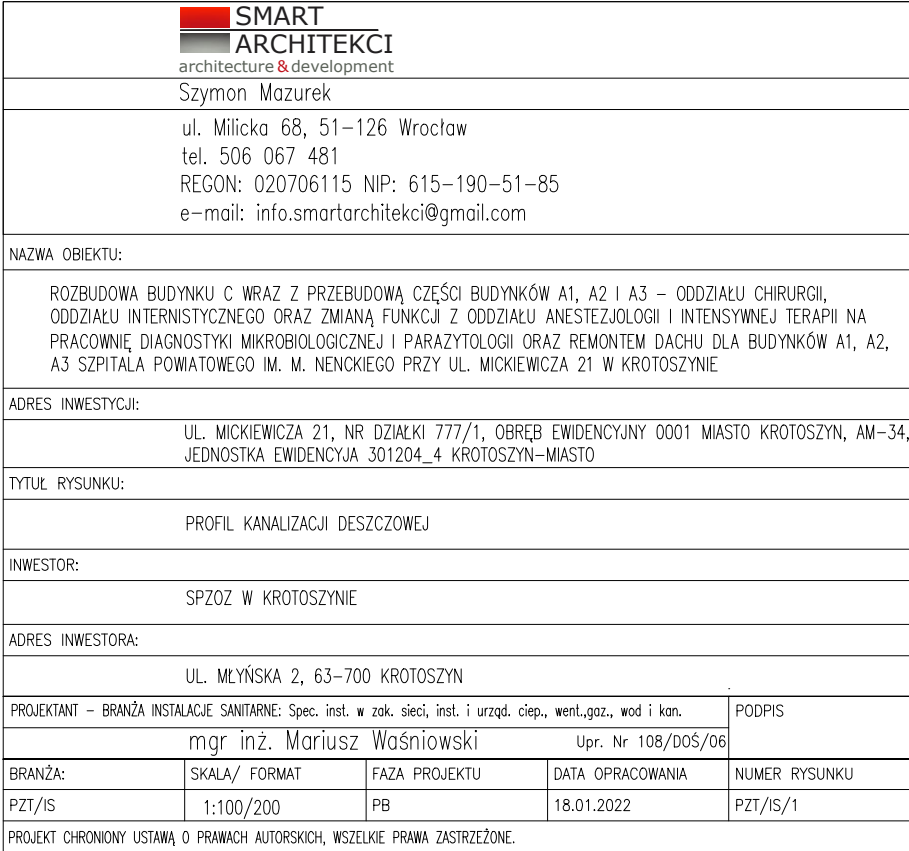 SMART
ARCHITEKCI
architecture & development
Szymon Mazurek
ul. Milicka 68, 51-126 Wrocław
tel. 506 067 481
REGON: 020706115 NIP: 615-190-51-85
e-mail: info.smartarchitekci@gmail.com
NAZWA OBIEKTU:
ROZBUDOWA BUDYNKU C WRAZ Z PRZEBUDOWĄ CZĘŚCI BUDYNKÓW A1, A2 I A3 - ODDZIAŁU CHIRURGII,
ODDZIAŁU INTERNISTYCZNEGO ORAZ ZMIANĄ FUNKCJI Z ODDZIAŁU ANESTEZJOLOGII I INTENSYWNEJ TERAPII NA
PRACOWNIĘ DIAGNOSTYKI MIKROBIOLOGICZNEJ I PARAZYTOLOGII ORAZ REMONTEM DACHU DLA BUDYNKÓW A1, A2,
A3 SZPITALA POWIATOWEGO IM. M. NENCKIEGO PRZY UL. MICKIEWICZA 21 W KROTOSZYNIE
ADRES INWESTYCJI:
UL. MICKIEWICZA 21, NR DZIAŁKI 777/1, OBRĘB EWIDENCYJNY 0001 MIASTO KROTOSZYN, AM-34,
JEDNOSTKA EWIDENCYJA 301204_4 KROTOSZYN-MIASTO
TYTUŁ RYSUNKU:
PROFIL KANALIZACJI DESZCZOWEJ
INWESTOR:
SPZOZ W KROTOSZYNIE
ADRES INWESTORA:
UL. MŁYŃSKA 2, 63-700 KROTOSZYN
PROJEKTANT - BRANŻA INSTALACJE SANITARNE: Spec. inst. w zak. sieci, inst. i urząd. ciep., went.,gaz., wod i kan. PODPIS
mgr inż. Mariusz Waśniowski Upr. Nr 108/DOŚ/06
BRANŻA: SKALA/ FORMAT FAZA PROJEKTU DATA OPRACOWANIA NUMER RYSUNKU
PZT/IS 1:100/200 PB 18.01.2022 PZT/IS/1
PROJEKT CHRONIONY USTAWĄ O PRAWACH AUTORSKICH, WSZELKIE PRAWA ZASTRZEŻONE.